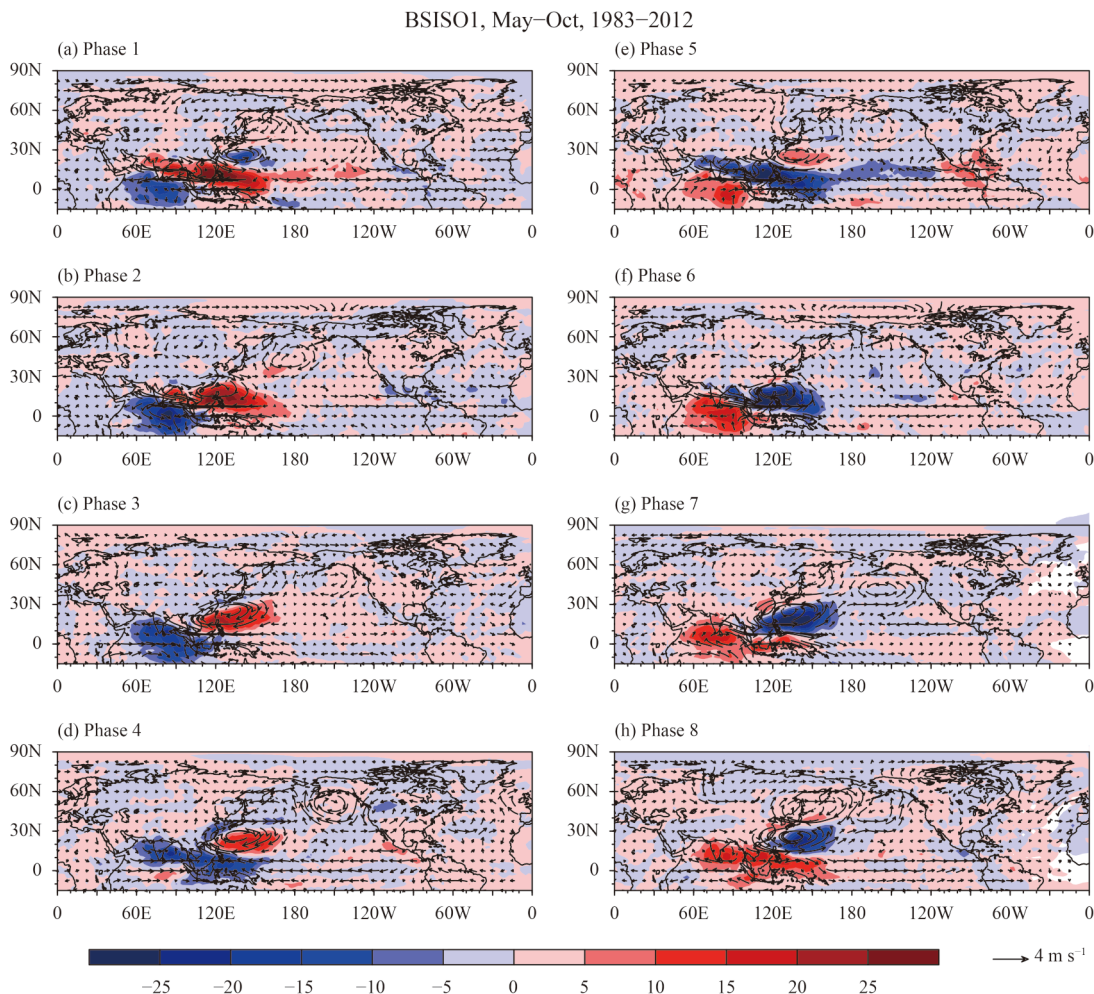 BSISO1, May−Oct, 1983−2012
(a) Phase 1
90N
60N
30N
0
0 60E 120E 180 120W 60W 0
(e) Phase 5
90N
60N
30N
0
0 60E 120E 180 120W 60W 0
(b) Phase 2
90N
60N
30N
0
0 60E 120E 180 120W 60W 0
(f) Phase 6
90N
60N
30N
0
0 60E 120E 180 120W 60W 0
(c) Phase 3
90N
60N
30N
0
0 60E 120E 180 120W 60W 0
(g) Phase 7
90N
60N
30N
0
0 60E 120E 180 120W 60W 0
(d) Phase 4
90N
60N
30N
0
0 60E 120E 180 120W 60W 0
(h) Phase 8
90N
60N
30N
0
0 60E 120E 180 120W 60W 0
−25 −20 −15 −10 −5 0 5 10 15 20 25
4 m s⁻¹